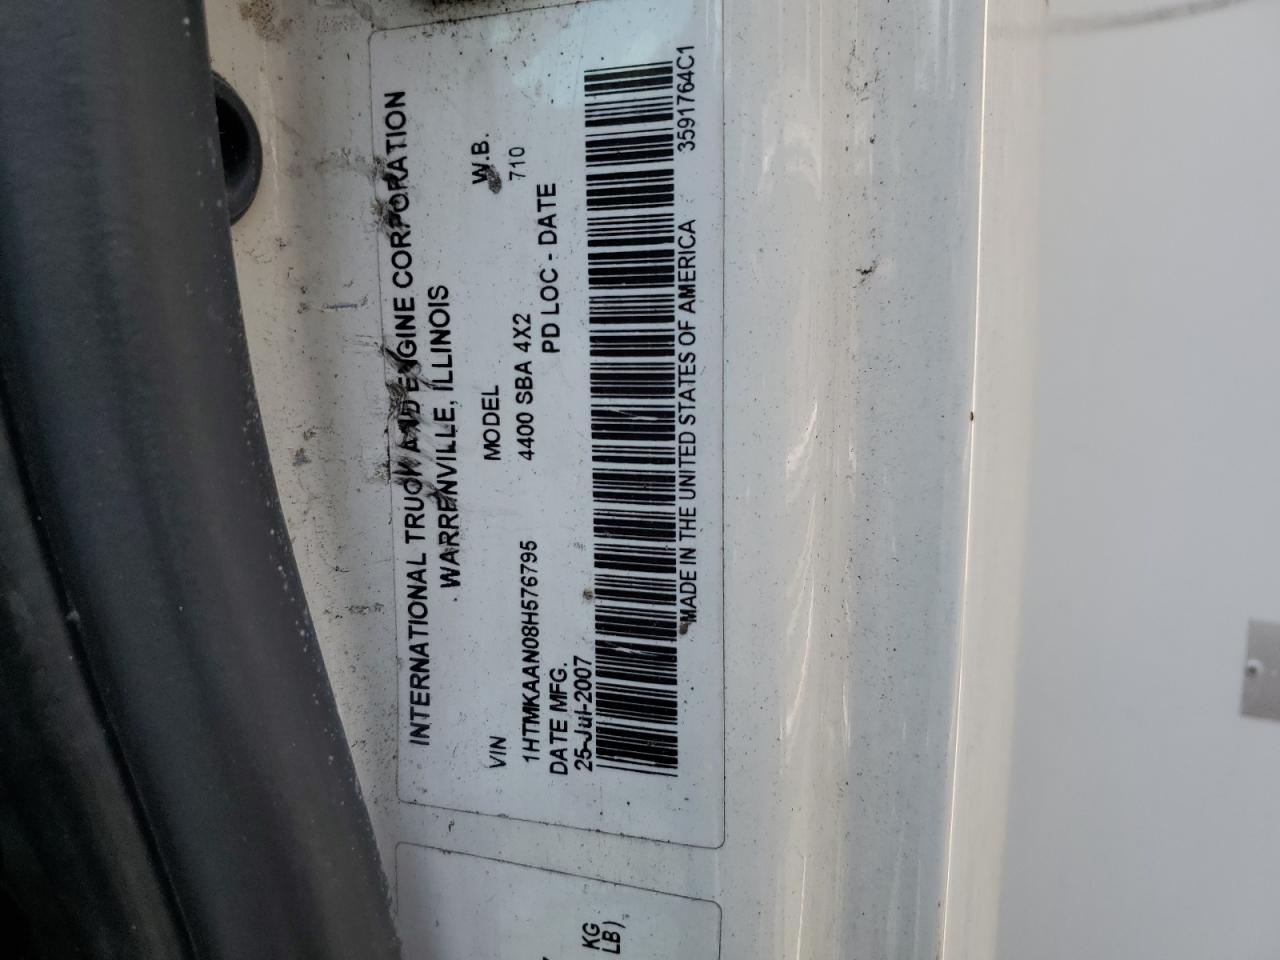 INTERNATIONAL TRUCK AND ENGINE CORPORATION
WARRENVILLE, ILLINOIS
VIN MODEL W.B.
1HTMKAAN08H576795 4400 SBA 4X2 710
DATE MFG. PD LOC - DATE
25-Jul-2007
MADE IN THE UNITED STATES OF AMERICA 3591764C1
KG
LB)